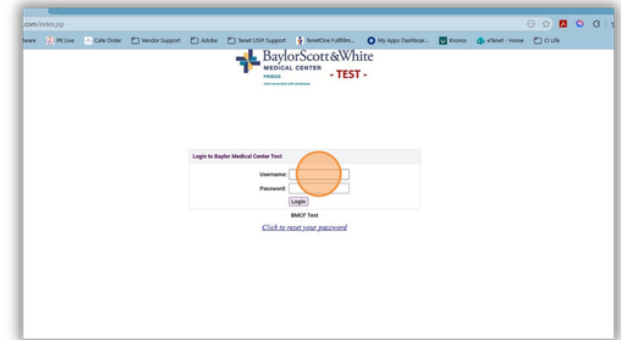 .com/index.jsp
tware PK Live Cafe Order Vendor Support Adobe Tenet USPI Support TenetOne Fulfillm... My Apps Dashboar... Kronos eTenet - Home CI Life
BaylorScott&White
MEDICAL CENTER
FRISCO
- TEST -
Login to Baylor Medical Center Test
Username:
Password:
Login
BMCF Test
Click to reset your password